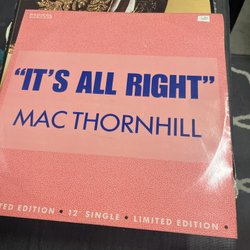 "IT'S ALL RIGHT"
MAC THORNHILL
TED EDITION • 12" SINGLE • LIMITED EDITION •